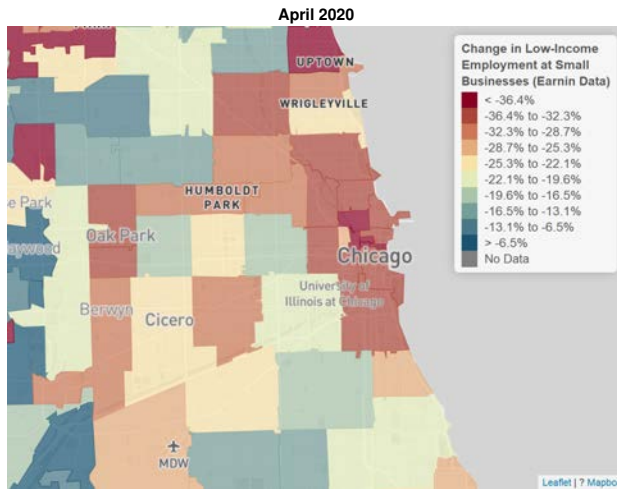 April 2020
UPTOWN
WRIGLEYVILLE
Change in Low-Income
Employment at Small
Businesses (Earnin Data)
< -36.4%
-36.4% to -32.3%
-32.3% to -28.7%
-28.7% to -25.3%
-25.3% to -22.1%
-22.1% to -19.6%
-19.6% to -16.5%
-16.5% to -13.1%
-13.1% to -6.5%
> -6.5%
No Data
HUMBOLDT
PARK
e Park
aywood
Oak Park
Chicago
University of
Illinois at Chicago
Berwyn
Cicero
MDW
Leaflet | ? Mapbo